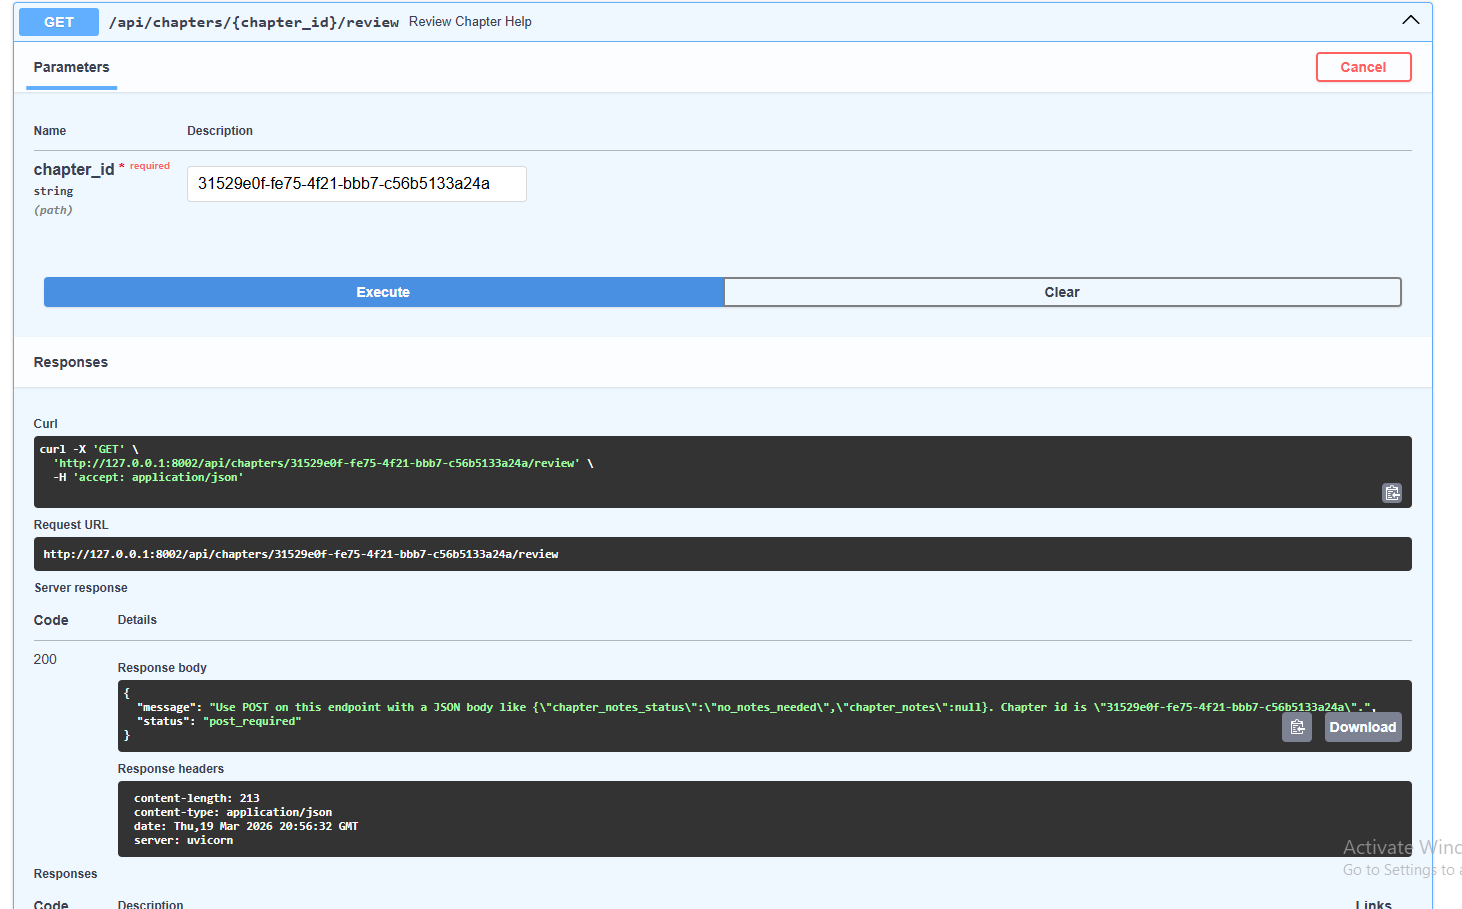 GET /api/chapters/{chapter_id}/review Review Chapter Help
Parameters
Cancel
Name Description
chapter_id * required
string
(path)
31529e0f-fe75-4f21-bbb7-c56b5133a24a
Execute Clear
Responses
Curl
curl -X 'GET' \
'http://127.0.0.1:8002/api/chapters/31529e0f-fe75-4f21-bbb7-c56b5133a24a/review' \
-H 'accept: application/json'
Request URL
http://127.0.0.1:8002/api/chapters/31529e0f-fe75-4f21-bbb7-c56b5133a24a/review
Server response
Code Details
200
Response body
{
"message": "Use POST on this endpoint with a JSON body like {\"chapter_notes_status\":\"no_notes_needed\",\"chapter_notes\":null}. Chapter id is \"31529e0f-fe75-4f21-bbb7-c56b5133a24a\".",
"status": "post_required"
}
Download
Response headers
content-length: 213
content-type: application/json
date: Thu,19 Mar 2026 20:56:32 GMT
server: uvicorn
Activate Winc
Go to Settings to a
Responses
Code Description Links